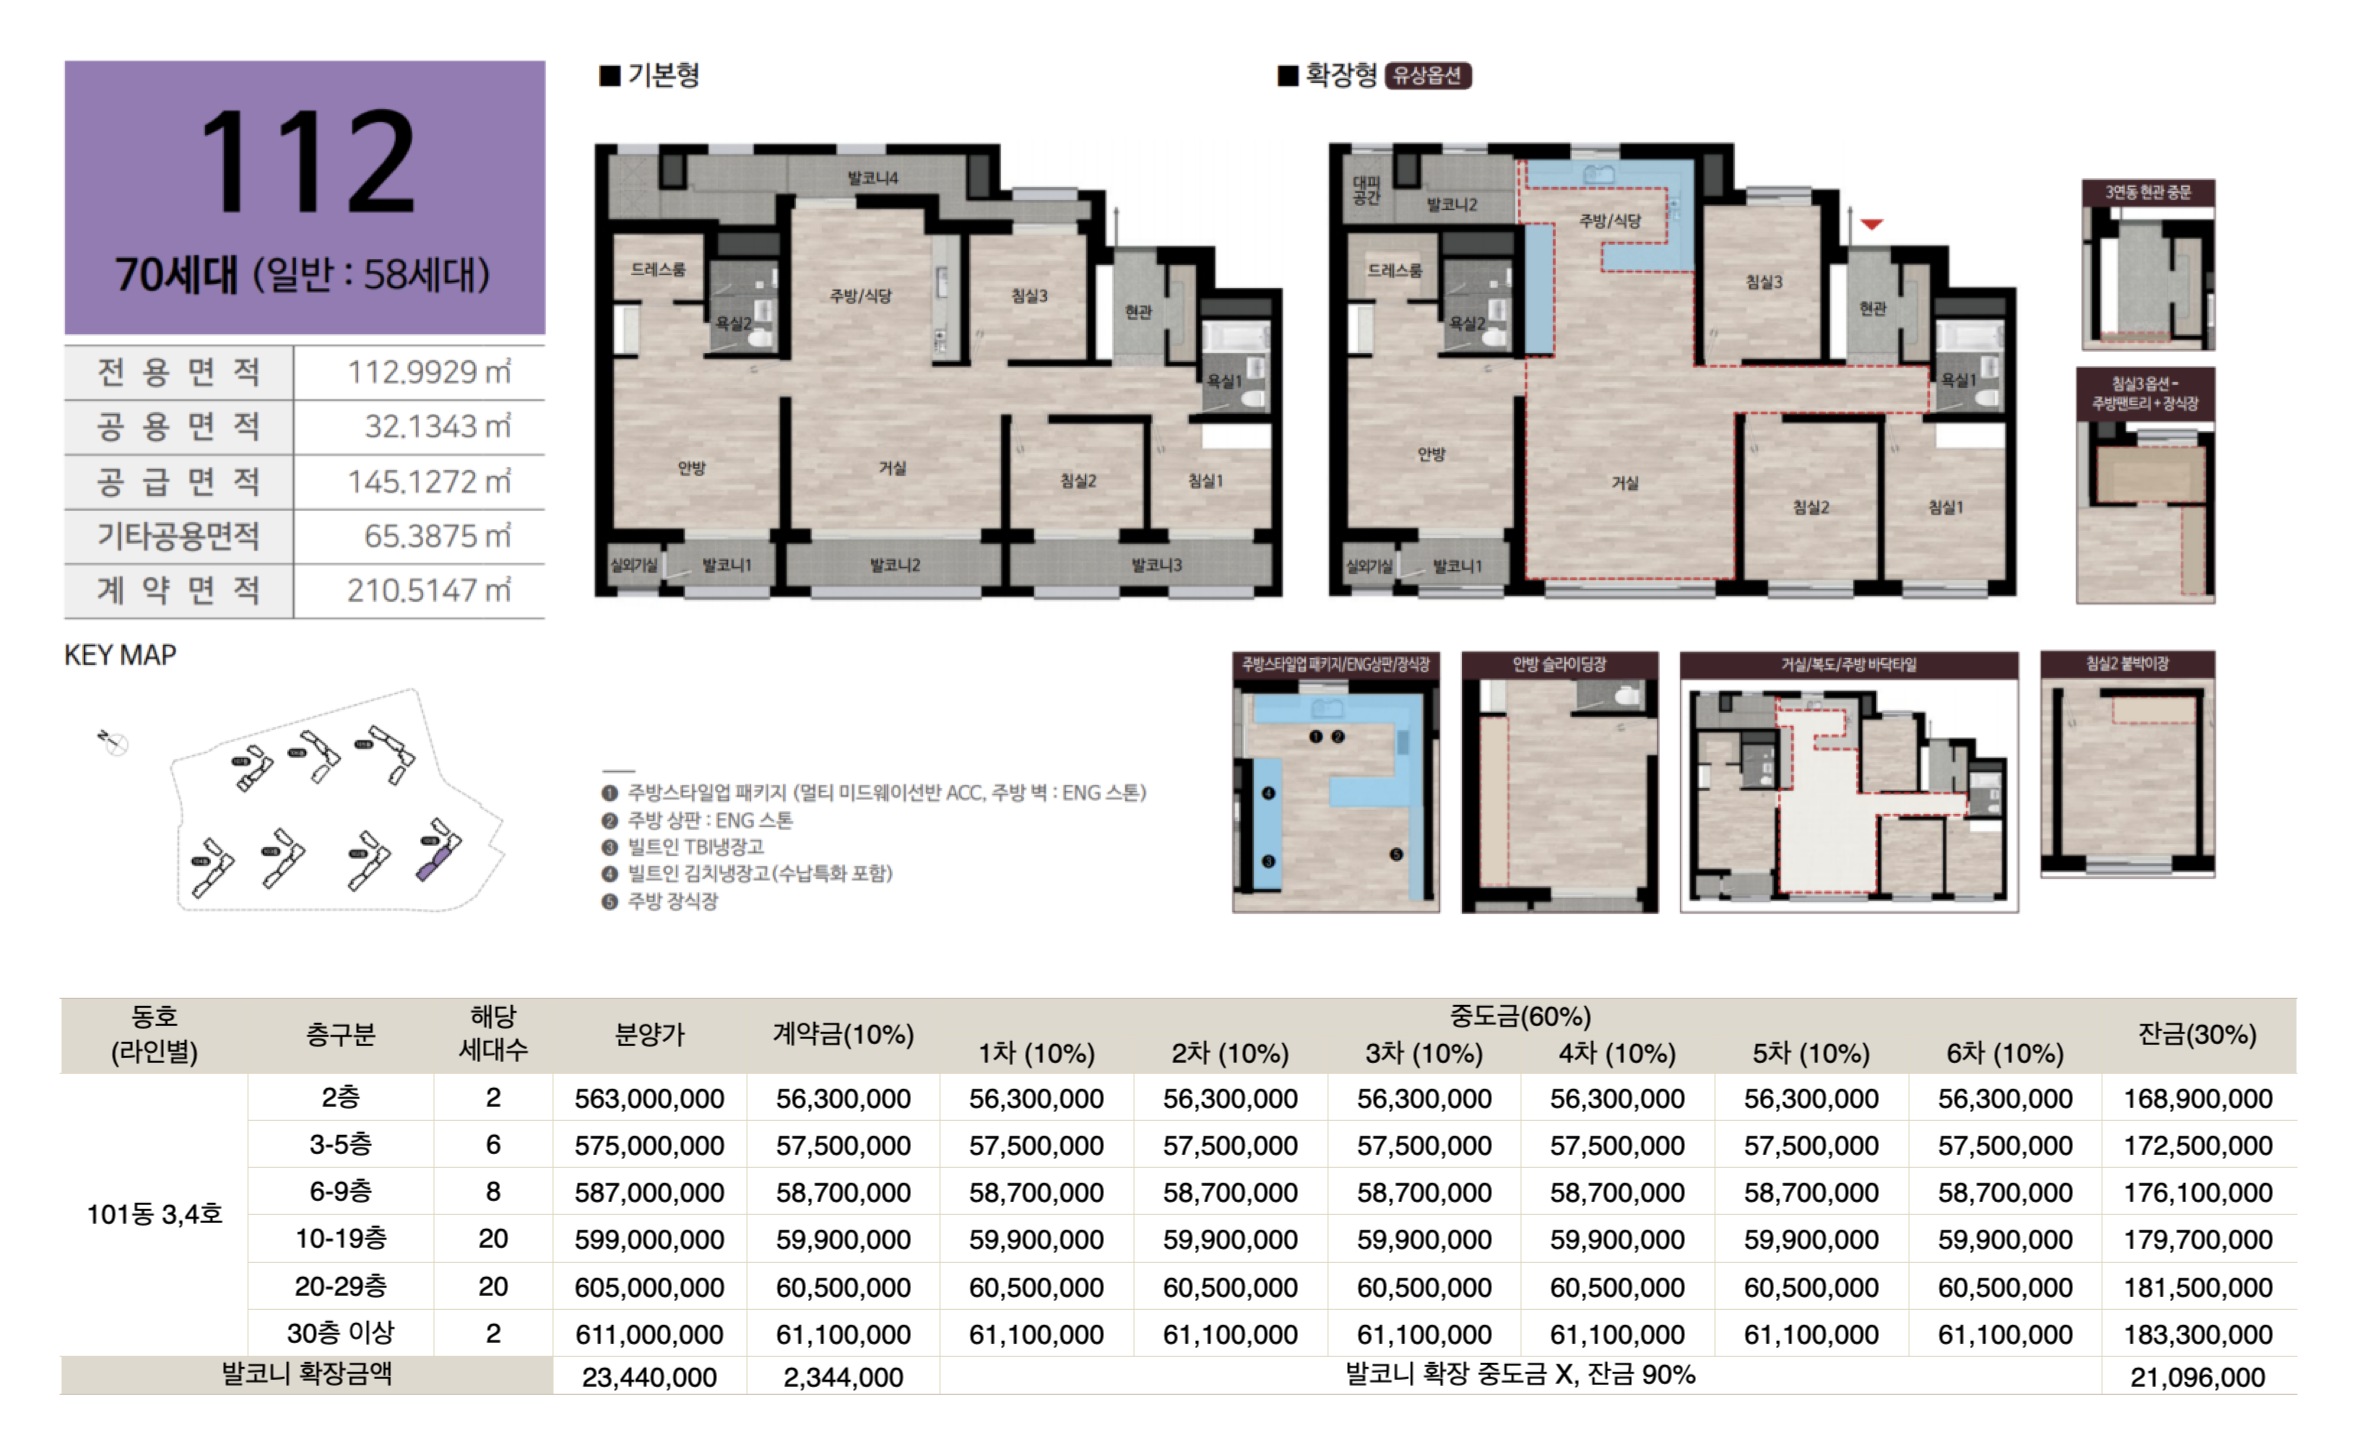 112
70세대 (일반 : 58세대)
전용면적 112.9929㎡
공용면적 32.1343㎡
공급면적 145.1272㎡
기타공용면적 65.3875㎡
계약면적 210.5147㎡
KEY MAP
N
■ 기본형
발코니4
드레스룸
욕실2
주방/식당
침실3
현관
욕실1
안방
거실
침실2
침실1
실외기실
발코니1
발코니2
발코니3
■ 확장형 유상옵션
대피
공간
발코니2
주방/식당
드레스룸
욕실2
침실3
현관
욕실1
안방
거실
침실2
침실1
실외기실
발코니1
3연동 현관 중문
침실3 옵션 -
주방팬트리 + 장식장
❶ 주방스타일업 패키지 (멀티 미드웨이선반 ACC, 주방 벽 : ENG 스톤)
❷ 주방 상판 : ENG 스톤
❸ 빌트인 TBI냉장고
❹ 빌트인 김치냉장고(수납특화 포함)
❺ 주방 장식장
주방스타일업 패키지/ENG상판/장식장
❶ ❷
❹
❸
❺
안방 슬라이딩장
거실/복도/주방 바닥타일
침실2 붙박이장
동호
(라인별)
층구분
해당
세대수
분양가
계약금(10%)
중도금(60%)
1차 (10%) 2차 (10%) 3차 (10%) 4차 (10%) 5차 (10%) 6차 (10%)
잔금(30%)
101동 3,4호
2층 2 563,000,000 56,300,000 56,300,000 56,300,000 56,300,000 56,300,000 56,300,000 56,300,000 168,900,000
3-5층 6 575,000,000 57,500,000 57,500,000 57,500,000 57,500,000 57,500,000 57,500,000 57,500,000 172,500,000
6-9층 8 587,000,000 58,700,000 58,700,000 58,700,000 58,700,000 58,700,000 58,700,000 58,700,000 176,100,000
10-19층 20 599,000,000 59,900,000 59,900,000 59,900,000 59,900,000 59,900,000 59,900,000 59,900,000 179,700,000
20-29층 20 605,000,000 60,500,000 60,500,000 60,500,000 60,500,000 60,500,000 60,500,000 60,500,000 181,500,000
30층 이상 2 611,000,000 61,100,000 61,100,000 61,100,000 61,100,000 61,100,000 61,100,000 61,100,000 183,300,000
발코니 확장금액 23,440,000 2,344,000 발코니 확장 중도금 X, 잔금 90% 21,096,000